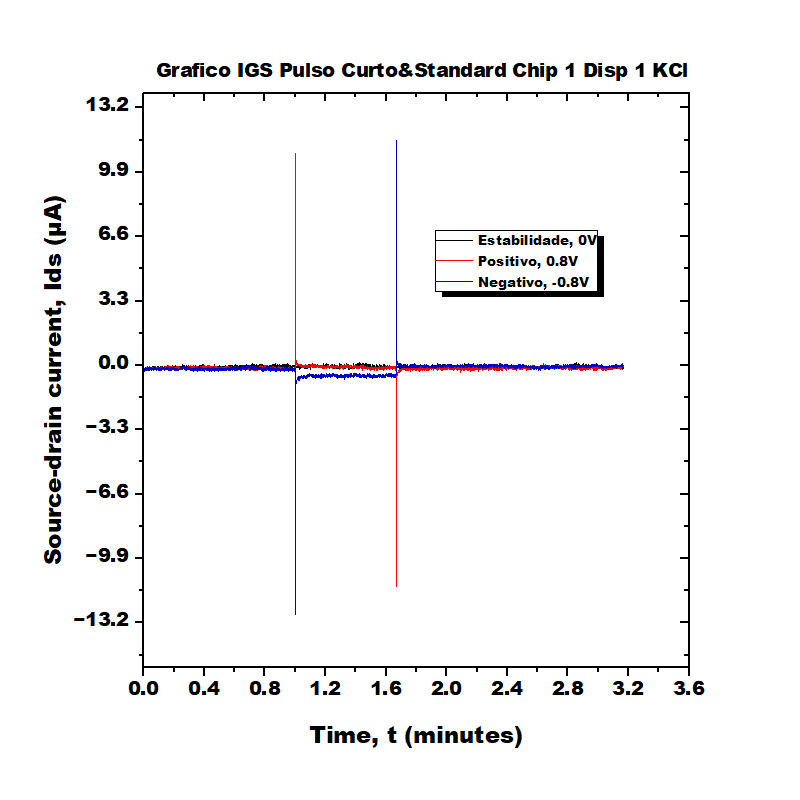 Grafico IGS Pulso Curto&Standard Chip 1 Disp 1 KCl
13.2
9.9
6.6
3.3
0.0
−3.3
−6.6
−9.9
−13.2
Source-drain current, Ids (µA)
Estabilidade, 0V
Positivo, 0.8V
Negativo, -0.8V
0.0 0.4 0.8 1.2 1.6 2.0 2.4 2.8 3.2 3.6
Time, t (minutes)